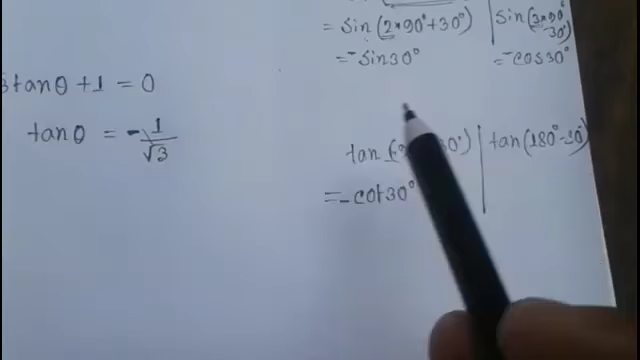 = sin (2*90°+30°) | sin(3*90° 30°)
= -sin30° = -cos30°
tanθ + 1 = 0
tanθ = - 1/√3
tan | tan(180°-30°)
= -cot30°